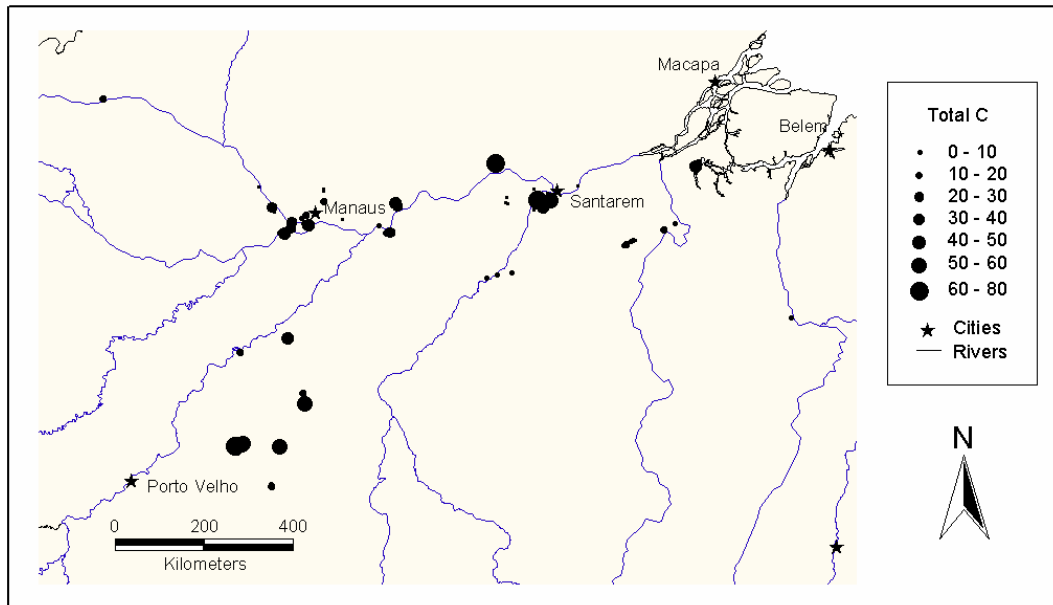 Macapa
Belem
Manaus
Santarem
Porto Velho
0 200 400
Kilometers
Total C
0 - 10
10 - 20
20 - 30
30 - 40
40 - 50
50 - 60
60 - 80
Cities
Rivers
N